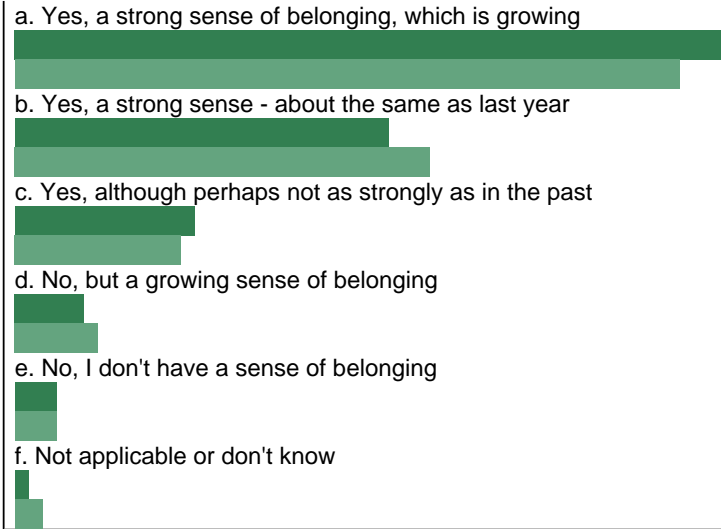 a. Yes, a strong sense of belonging, which is growing
b. Yes, a strong sense - about the same as last year
c. Yes, although perhaps not as strongly as in the past
d. No, but a growing sense of belonging
e. No, I don't have a sense of belonging
f. Not applicable or don't know